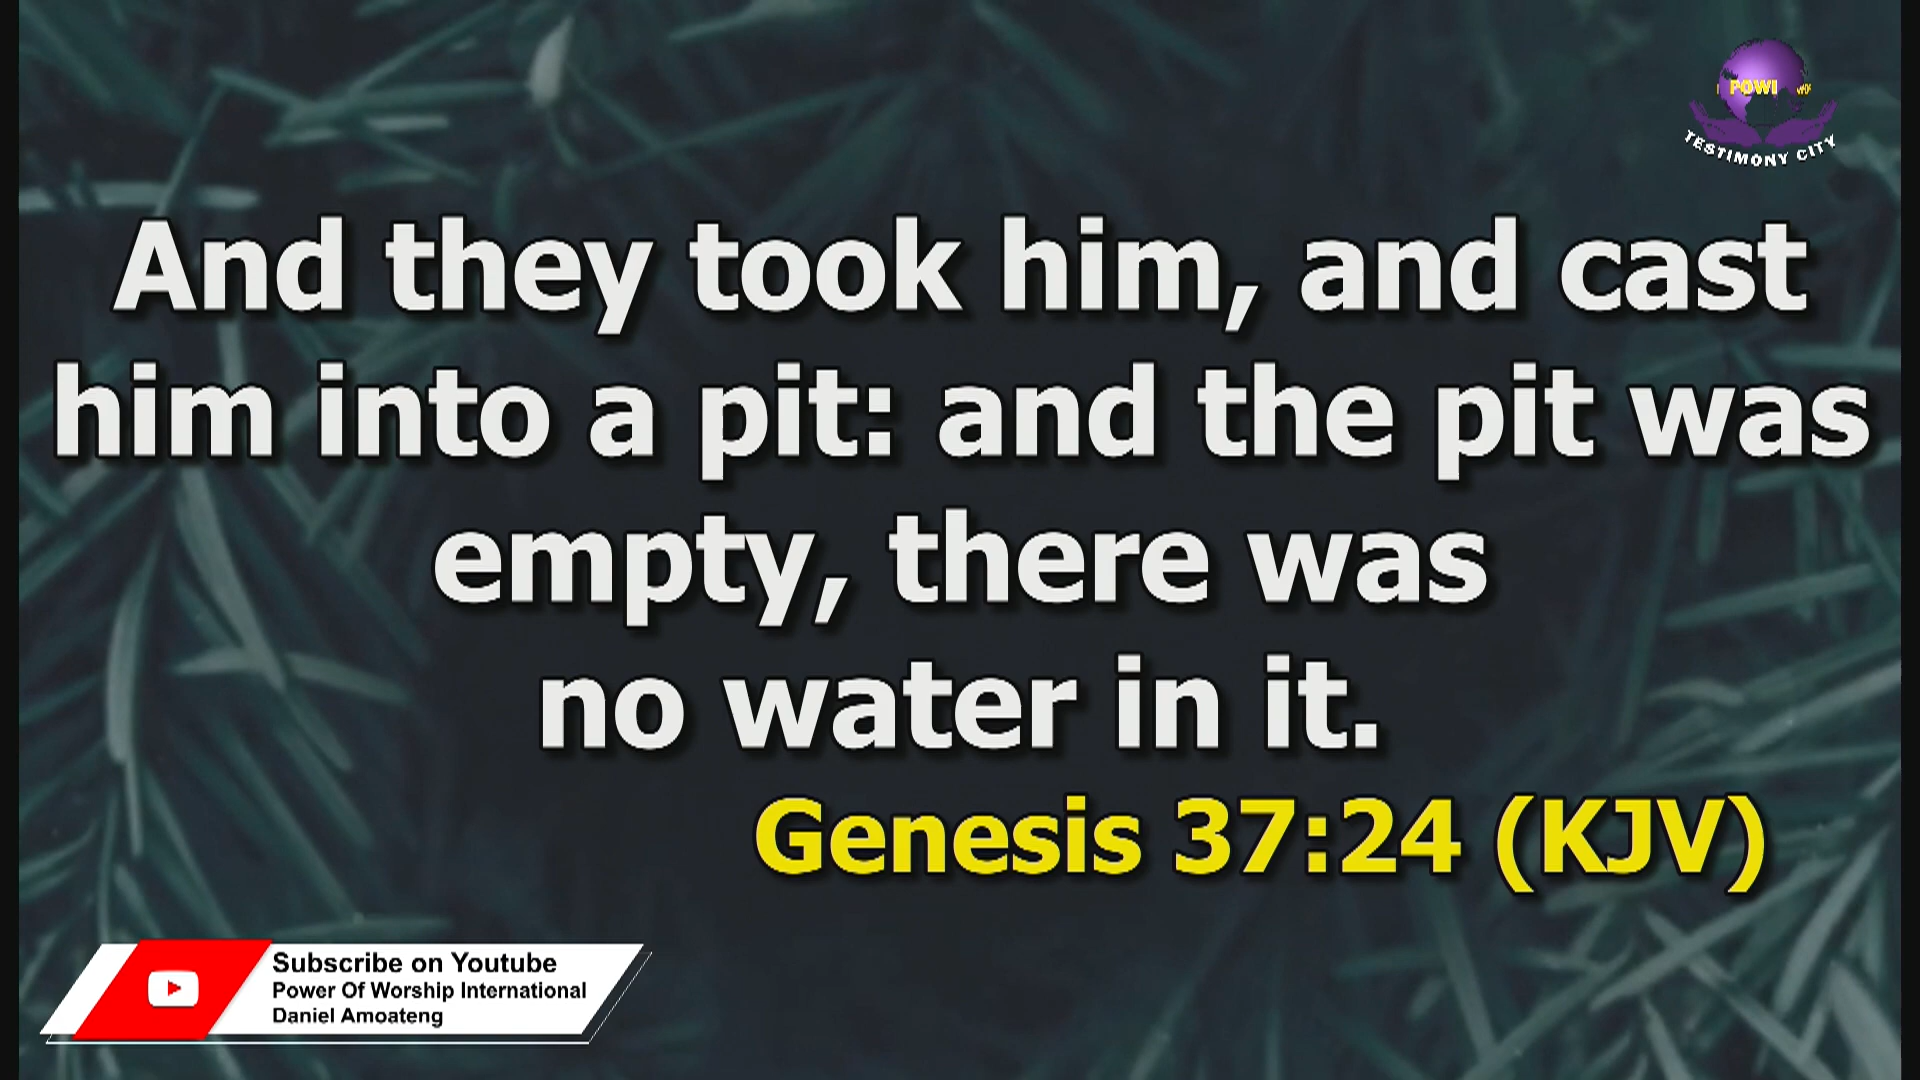 POWI
TESTIMONY CITY
And they took him, and cast
him into a pit: and the pit was
empty, there was
no water in it.
Genesis 37:24 (KJV)
Subscribe on Youtube
Power Of Worship International
Daniel Amoateng